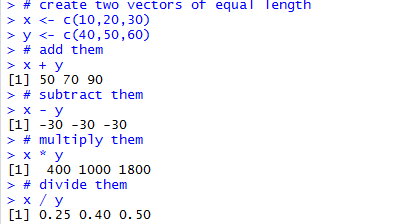 > # create two vectors of equal length
> x <- c(10,20,30)
> y <- c(40,50,60)
> # add them
> x + y
[1] 50 70 90
> # subtract them
> x - y
[1] -30 -30 -30
> # multiply them
> x * y
[1]  400 1000 1800
> # divide them
> x / y
[1] 0.25 0.40 0.50